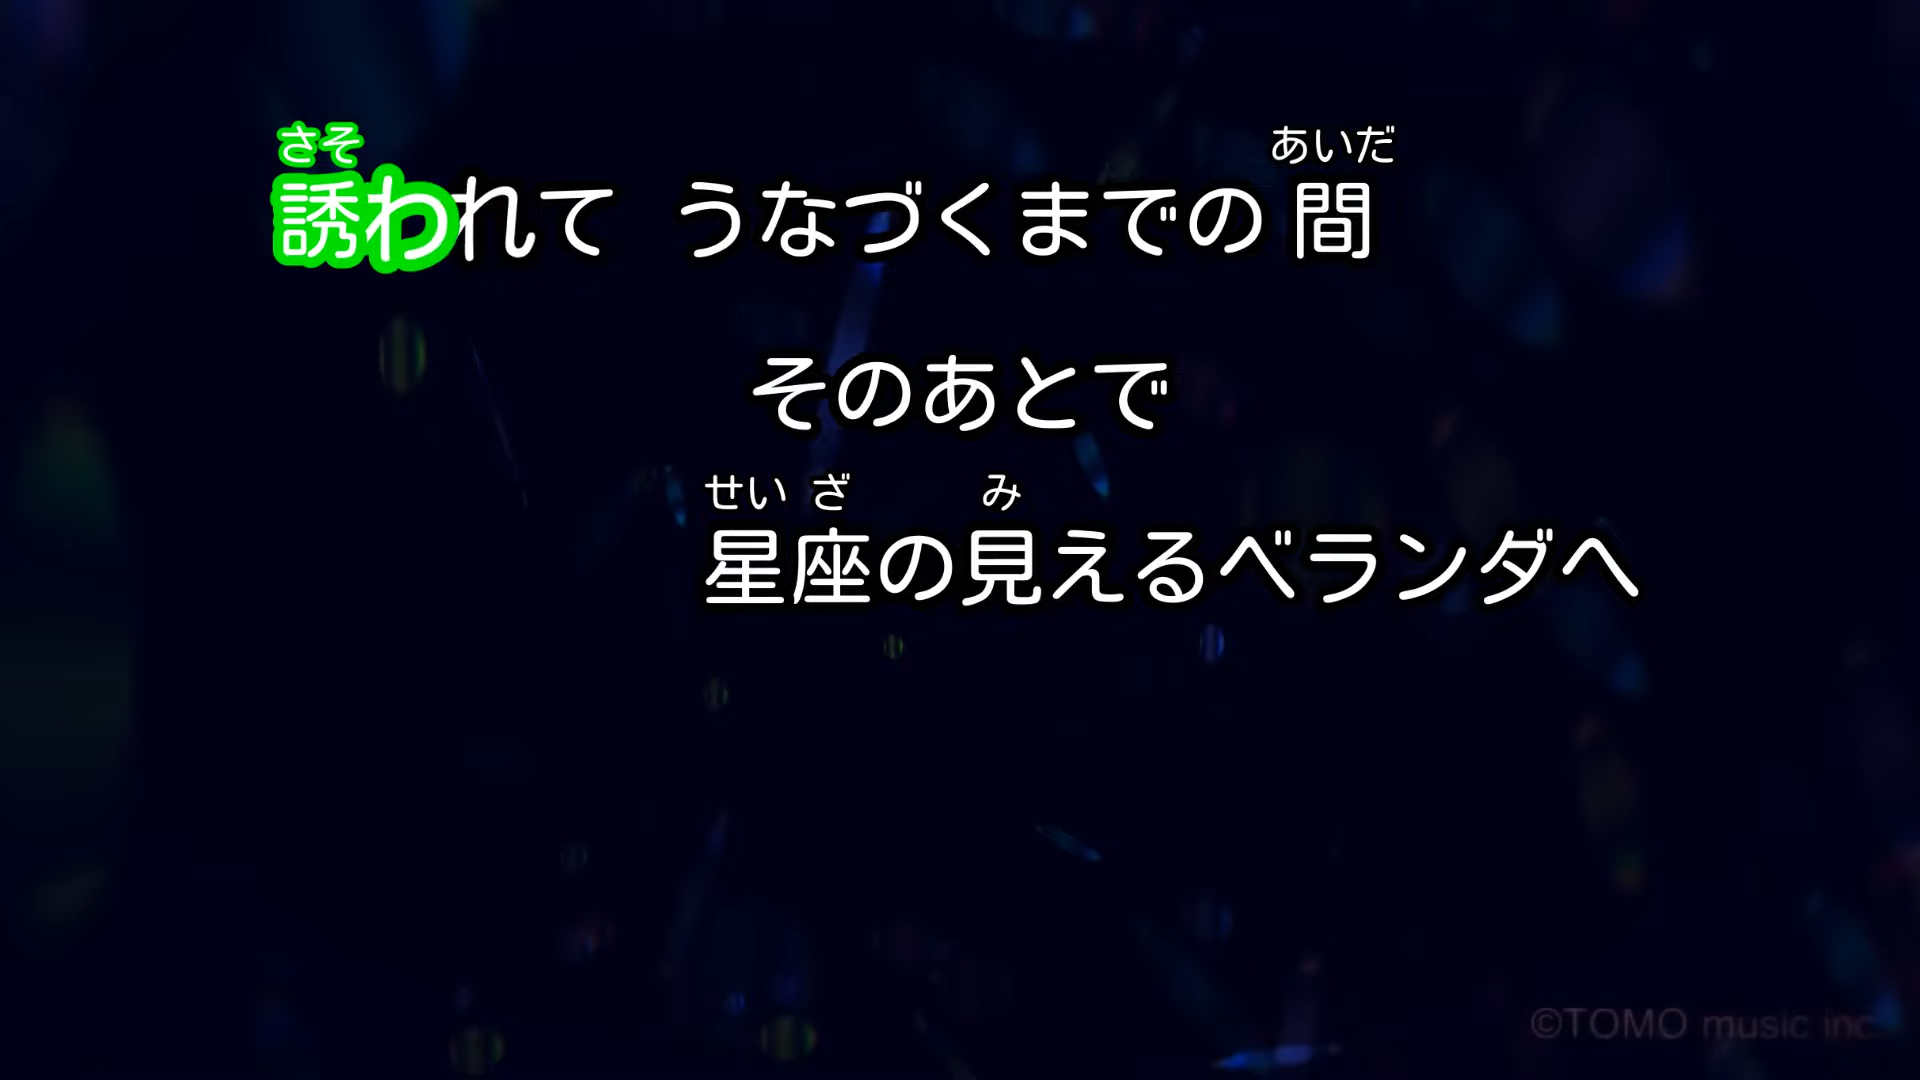 さそ あいだ
誘われて うなづくまでの間
そのあとで
せい ざ み
星座の見えるベランダへ
©TOMO music inc